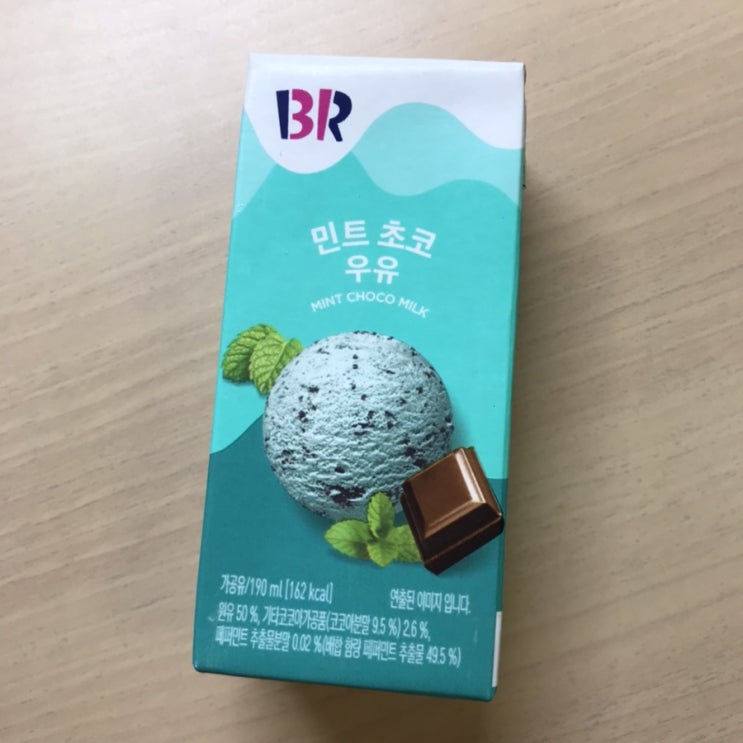 BR
민트 초코
우유
MINT CHOCO MILK
가공유/190 ml [162 kcal]
연출된 이미지 입니다.
원유 50 %, 기타코코아가공품(코코아분말 9.5 %) 2.6 %,
페퍼민트 추출물분말 0.02 %(배합 함량 페퍼민트 추출물 49.5 %)